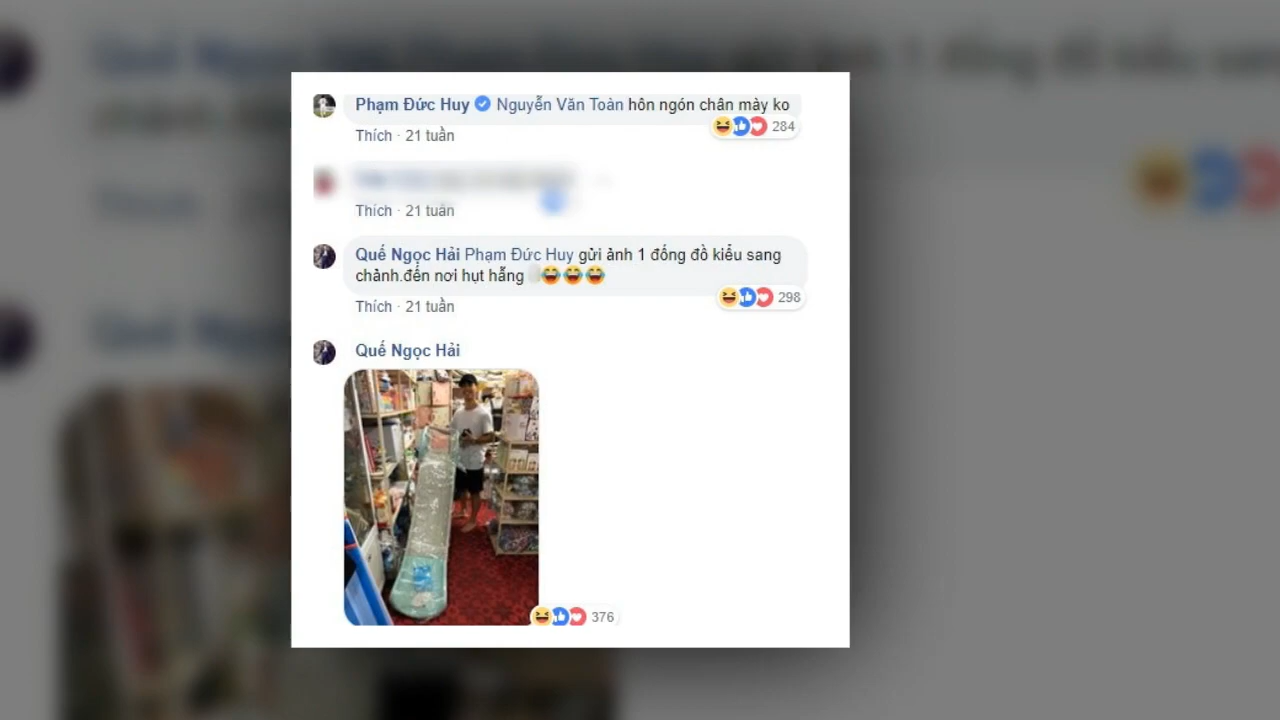 Phạm Đức Huy Nguyễn Văn Toàn hôn ngón chân mày ko
Thích · 21 tuần
284
Thích · 21 tuần
Quế Ngọc Hải Phạm Đức Huy gửi ảnh 1 đống đồ kiểu sang
chảnh.đến nơi hụt hẫng 😂😂😂
298
Thích · 21 tuần
Quế Ngọc Hải
376